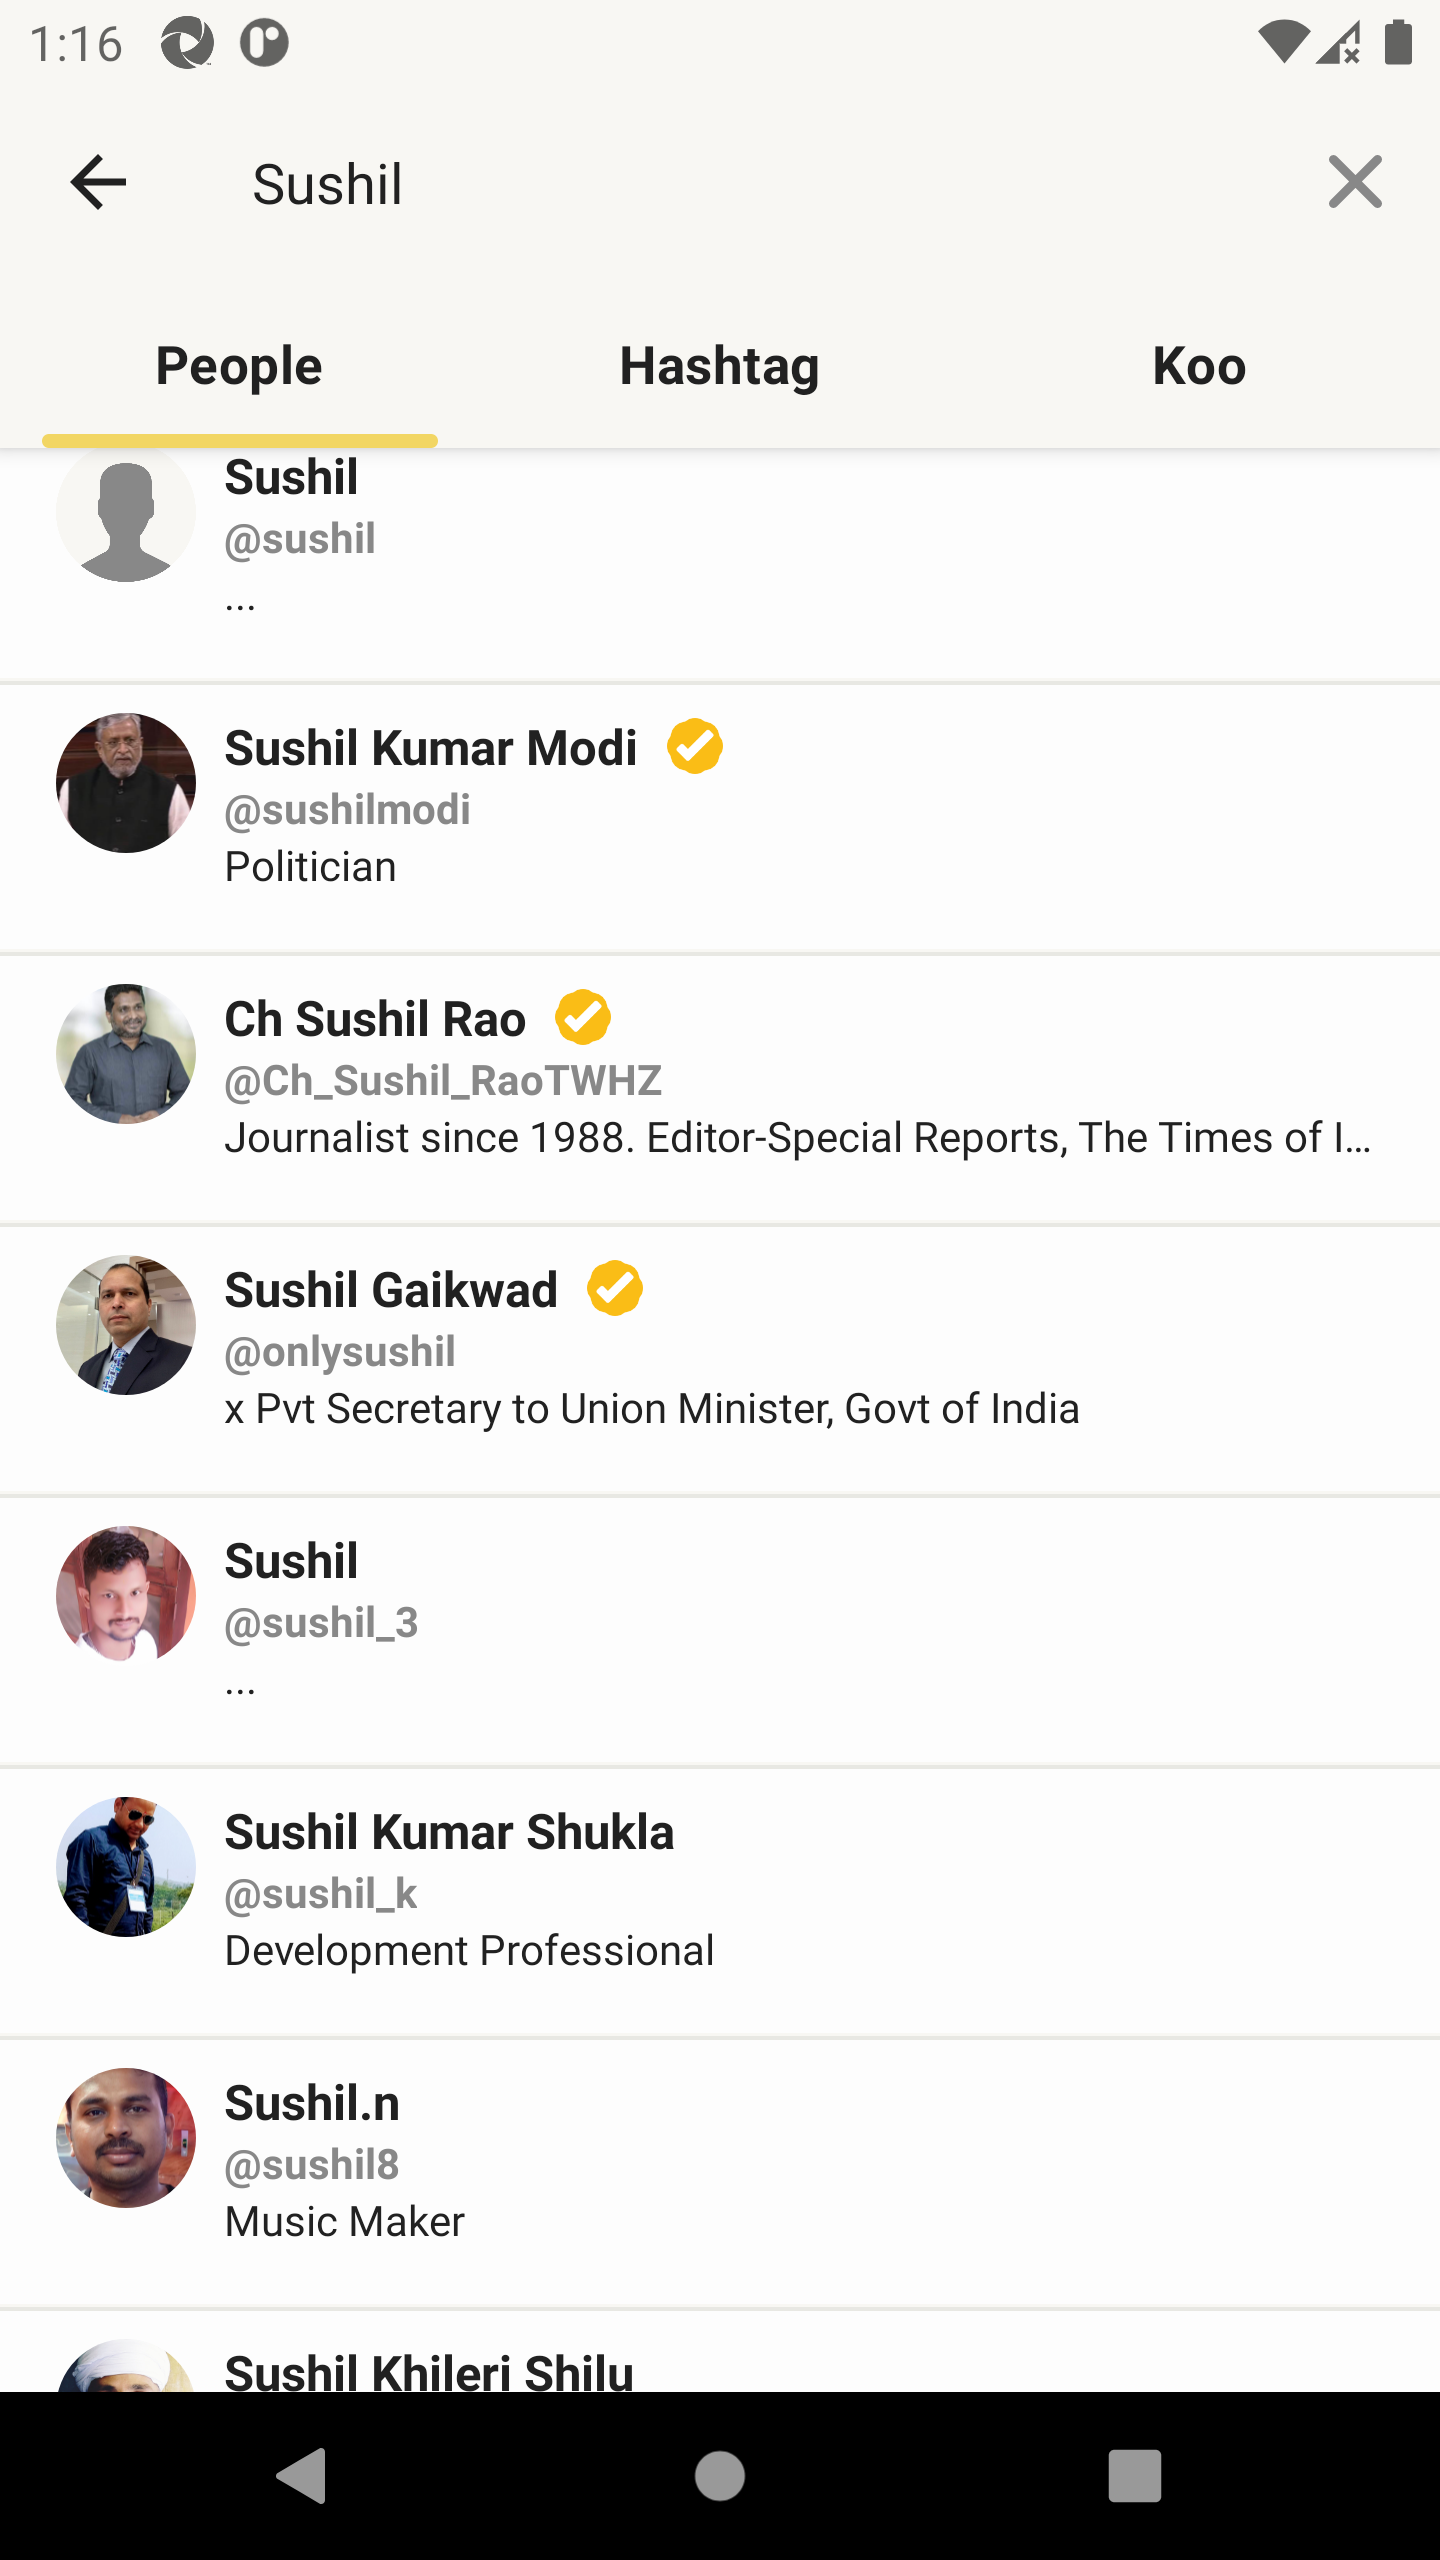 1:16
Sushil
People
Hashtag
Koo
Sushil
@sushil
...
Sushil Kumar Modi
@sushilmodi
Politician
Ch Sushil Rao
@Ch_Sushil_RaoTWHZ
Journalist since 1988. Editor-Special Reports, The Times of I...
Sushil Gaikwad
@onlysushil
x Pvt Secretary to Union Minister, Govt of India
Sushil
@sushil_3
...
Sushil Kumar Shukla
@sushil_k
Development Professional
Sushil.n
@sushil8
Music Maker
Sushil Khileri Shilu